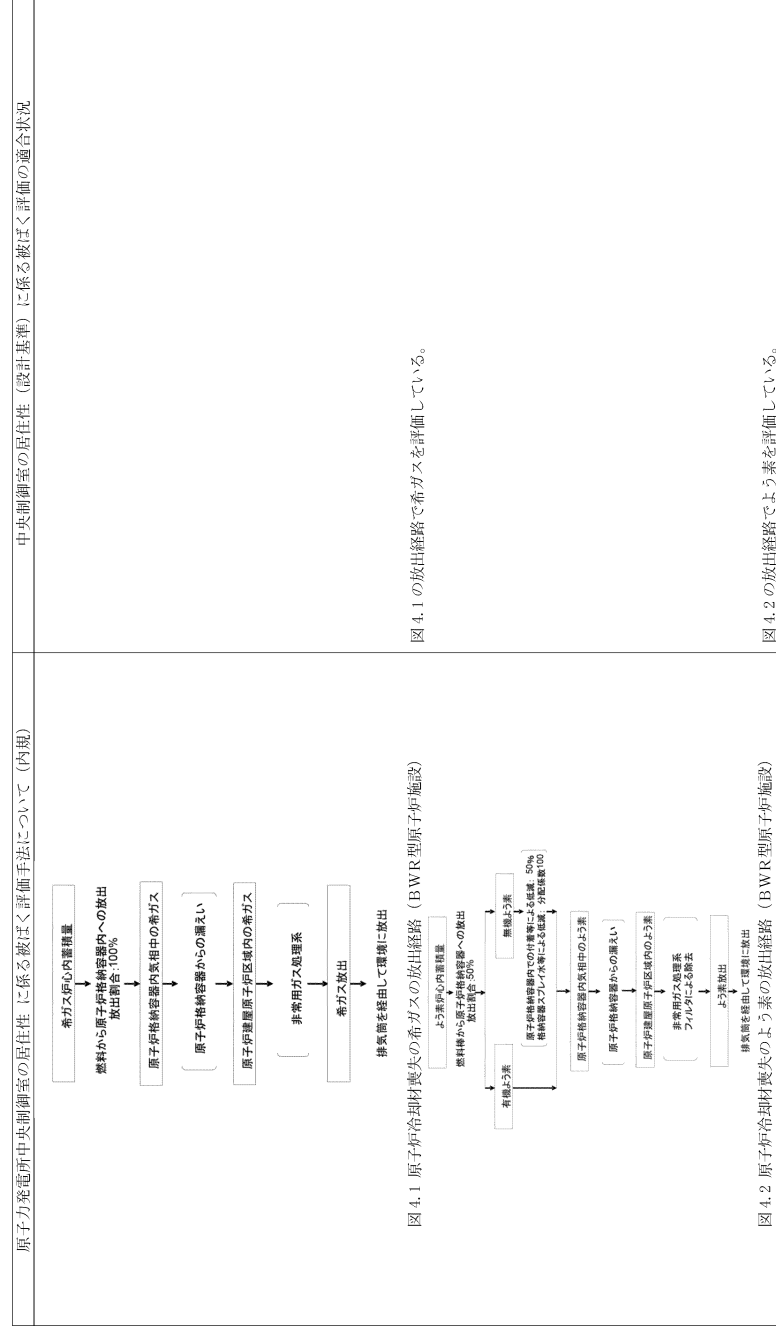 原子力発電所中央制御室の居住性に係る被ばく評価手法について（内規）
中央制御室の居住性（設計基準）に係る被ばく評価の適合状況
希ガス炉心内蓄積量
燃料から原子炉格納容器内への放出
放出割合:100%
原子炉格納容器内気相中の希ガス
原子炉格納容器からの漏えい
原子炉建屋原子炉区域内の希ガス
非常用ガス処理系
希ガス放出
排気筒を経由して環境に放出
図 4.1 原子炉冷却材喪失の希ガスの放出経路（ＢＷＲ型原子炉施設）
図 4.1 の放出経路で希ガスを評価している。
よう素炉心内蓄積量
燃料棒から原子炉格納容器への放出
放出割合:50%
有機よう素
無機よう素
原子炉格納容器内での付着等による低減：50%
格納容器スプレイ水等による低減：分配係数100
原子炉格納容器内気相中のよう素
原子炉格納容器からの漏えい
原子炉建屋原子炉区域内のよう素
非常用ガス処理系
フィルタによる除去
よう素放出
排気筒を経由して環境に放出
図 4.2 原子炉冷却材喪失のよう素の放出経路（ＢＷＲ型原子炉施設）
図 4.2 の放出経路でよう素を評価している。